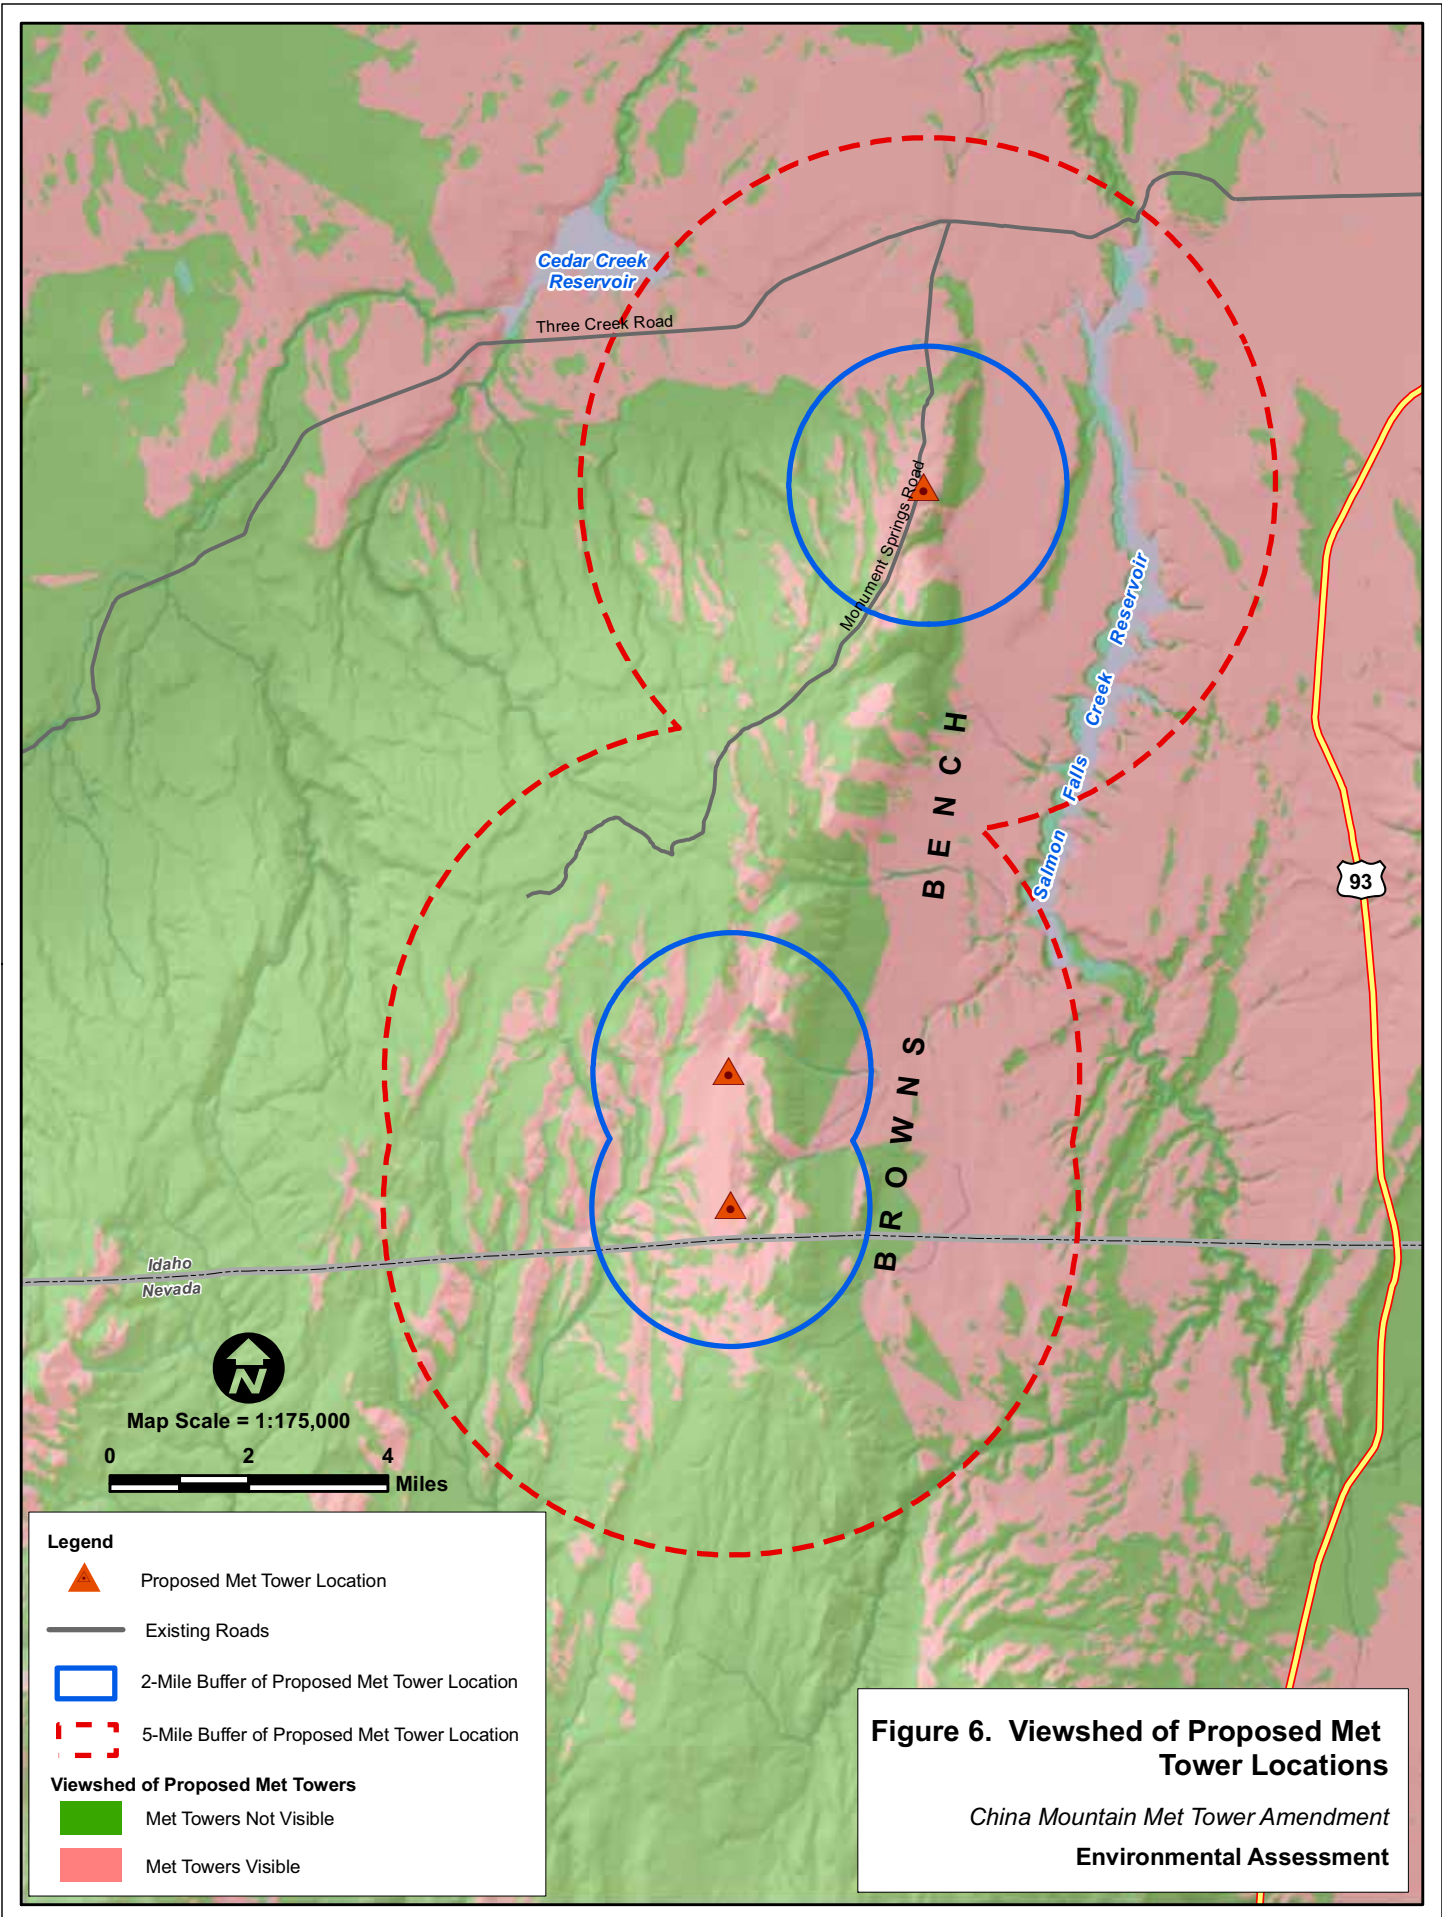 Cedar Creek
Reservoir
Three Creek Road
Monument Springs Road
Salmon Falls Creek Reservoir
BROWNS BENCH
93
Idaho
Nevada
N
Map Scale = 1:175,000
0 2 4
Miles
Legend
Proposed Met Tower Location
Existing Roads
2-Mile Buffer of Proposed Met Tower Location
5-Mile Buffer of Proposed Met Tower Location
Viewshed of Proposed Met Towers
Met Towers Not Visible
Met Towers Visible
Figure 6. Viewshed of Proposed Met
Tower Locations
China Mountain Met Tower Amendment
Environmental Assessment